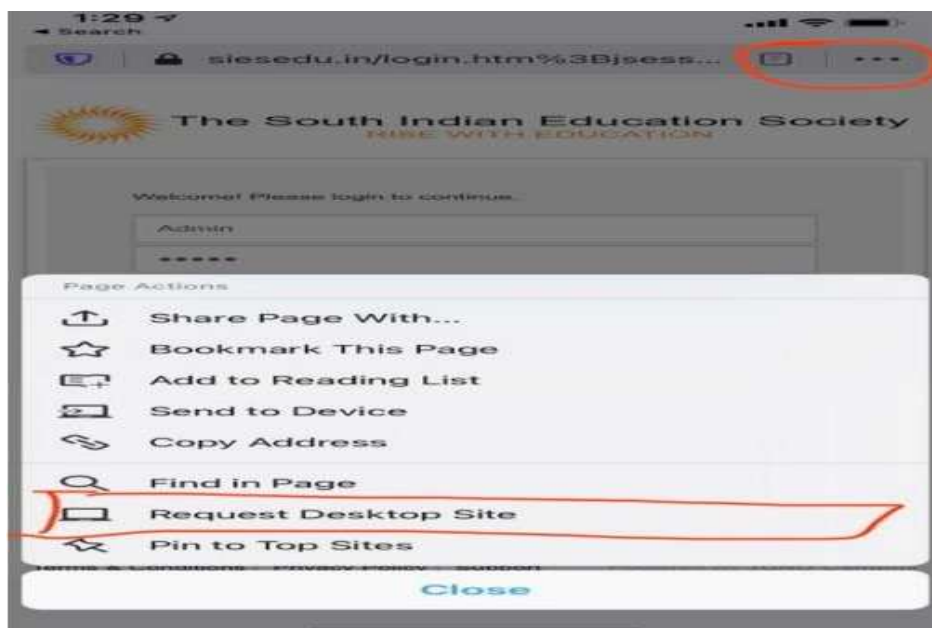 1:29
Search
siesedu.in/login.htm%3Bjsess...
The South Indian Education Society
RISE WITH EDUCATION
Welcome! Please login to continue.
Admin
•••••
Page Actions
Share Page With...
Bookmark This Page
Add to Reading List
Send to Device
Copy Address
Find in Page
Request Desktop Site
Pin to Top Sites
Terms & Conditions Privacy Policy Support
Close